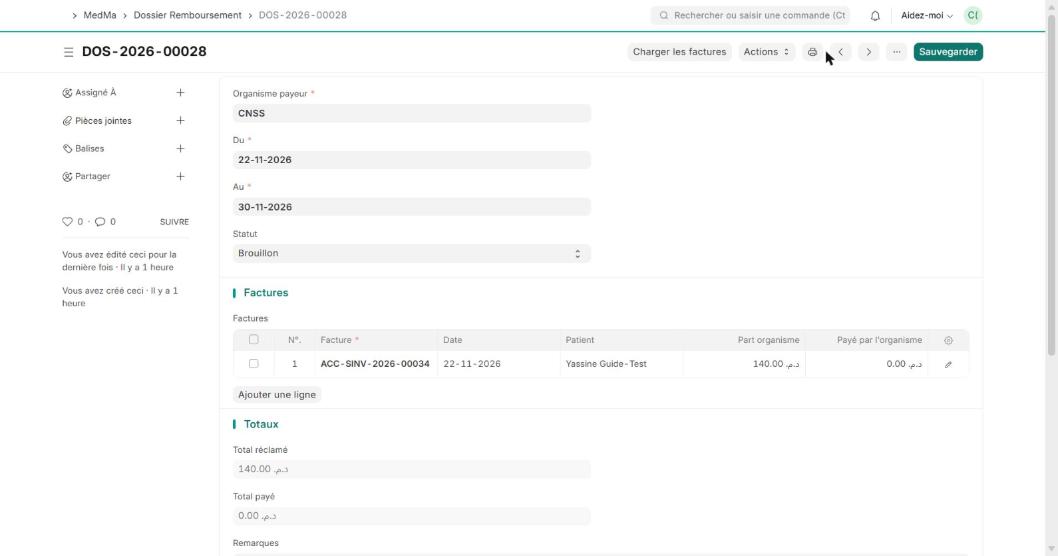 MedMa
Dossier Remboursement
DOS-2026-00028
Rechercher ou saisir une commande (Ct
Aidez-moi
C(
DOS-2026-00028
Charger les factures
Actions
Sauvegarder
Assigné À
Pièces jointes
Balises
Partager
0 · 0
SUIVRE
Vous avez édité ceci pour la
dernière fois · Il y a 1 heure
Vous avez créé ceci · Il y a 1
heure
Organisme payeur *
CNSS
Du *
22-11-2026
Au *
30-11-2026
Statut
Brouillon
Factures
Factures
N°. Facture * Date Patient Part organisme Payé par l'organisme
1 ACC-SINV-2026-00034 22-11-2026 Yassine Guide-Test 140.00 د.م. 0.00 د.م.
Ajouter une ligne
Totaux
Total réclamé
140.00 د.م.
Total payé
0.00 د.م.
Remarques